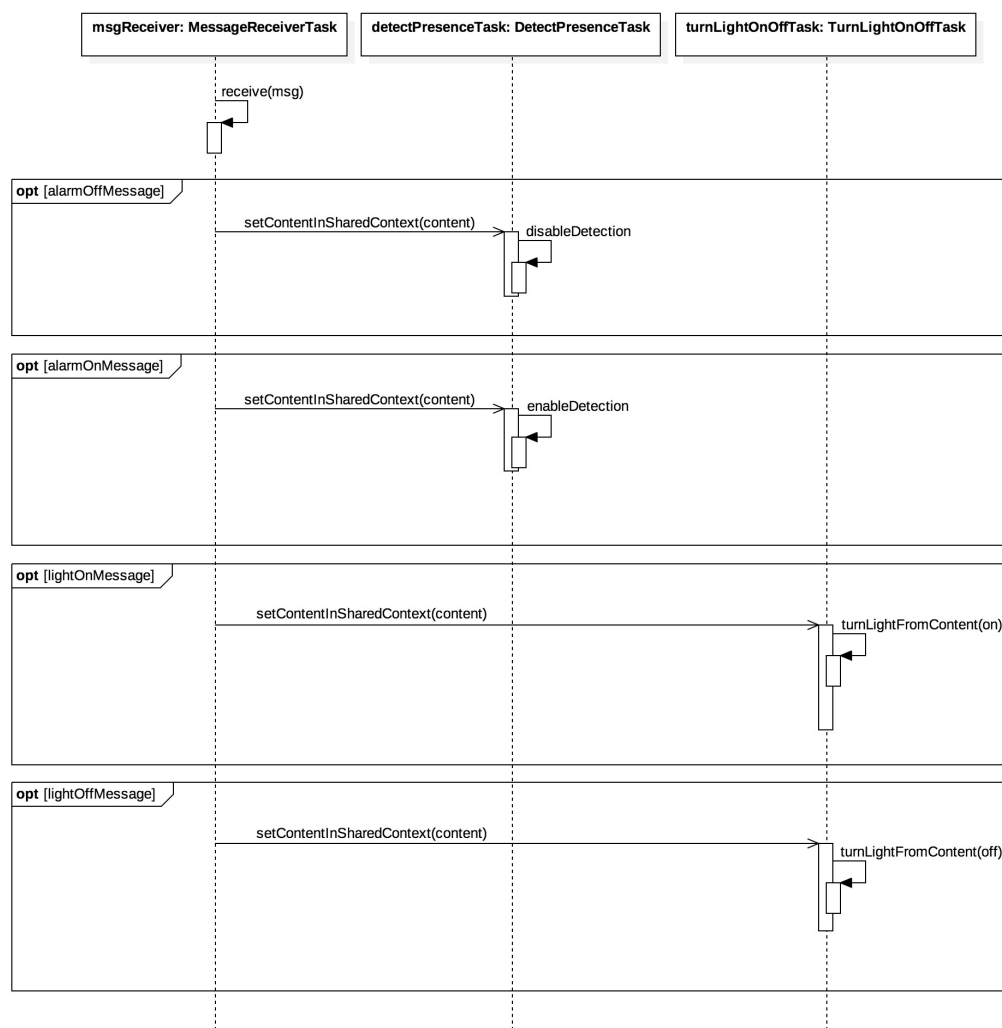 msgReceiver: MessageReceiverTask
detectPresenceTask: DetectPresenceTask
turnLightOnOffTask: TurnLightOnOffTask
receive(msg)
opt [alarmOffMessage]
setContentInSharedContext(content)
disableDetection
opt [alarmOnMessage]
setContentInSharedContext(content)
enableDetection
opt [lightOnMessage]
setContentInSharedContext(content)
turnLightFromContent(on)
opt [lightOffMessage]
setContentInSharedContext(content)
turnLightFromContent(off)